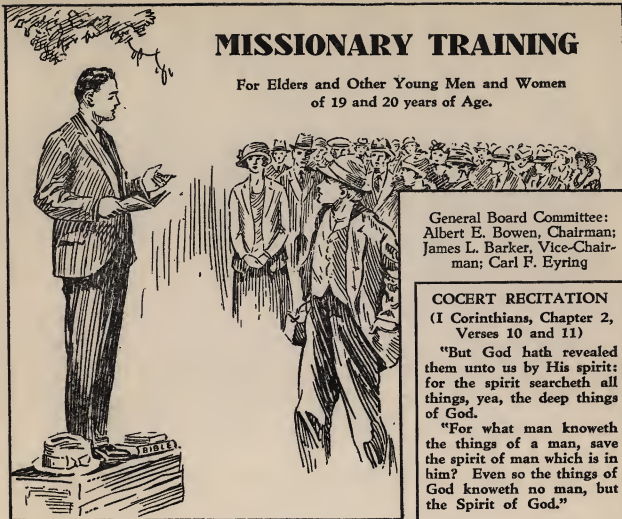 MISSIONARY TRAINING
For Elders and Other Young Men and Women
of 19 and 20 years of Age.
General Board Committee:
Albert E. Bowen, Chairman;
James L. Barker, Vice-Chair-
man; Carl F. Eyring
COCERT RECITATION
(I Corinthians, Chapter 2,
Verses 10 and 11)
"But God hath revealed
them unto us by His spirit:
for the spirit searcheth all
things, yea, the deep things
of God.
"For what man knoweth
the things of a man, save
the spirit of man which is in
him? Even so the things of
God knoweth no man, but
the Spirit of God."
BIBLE